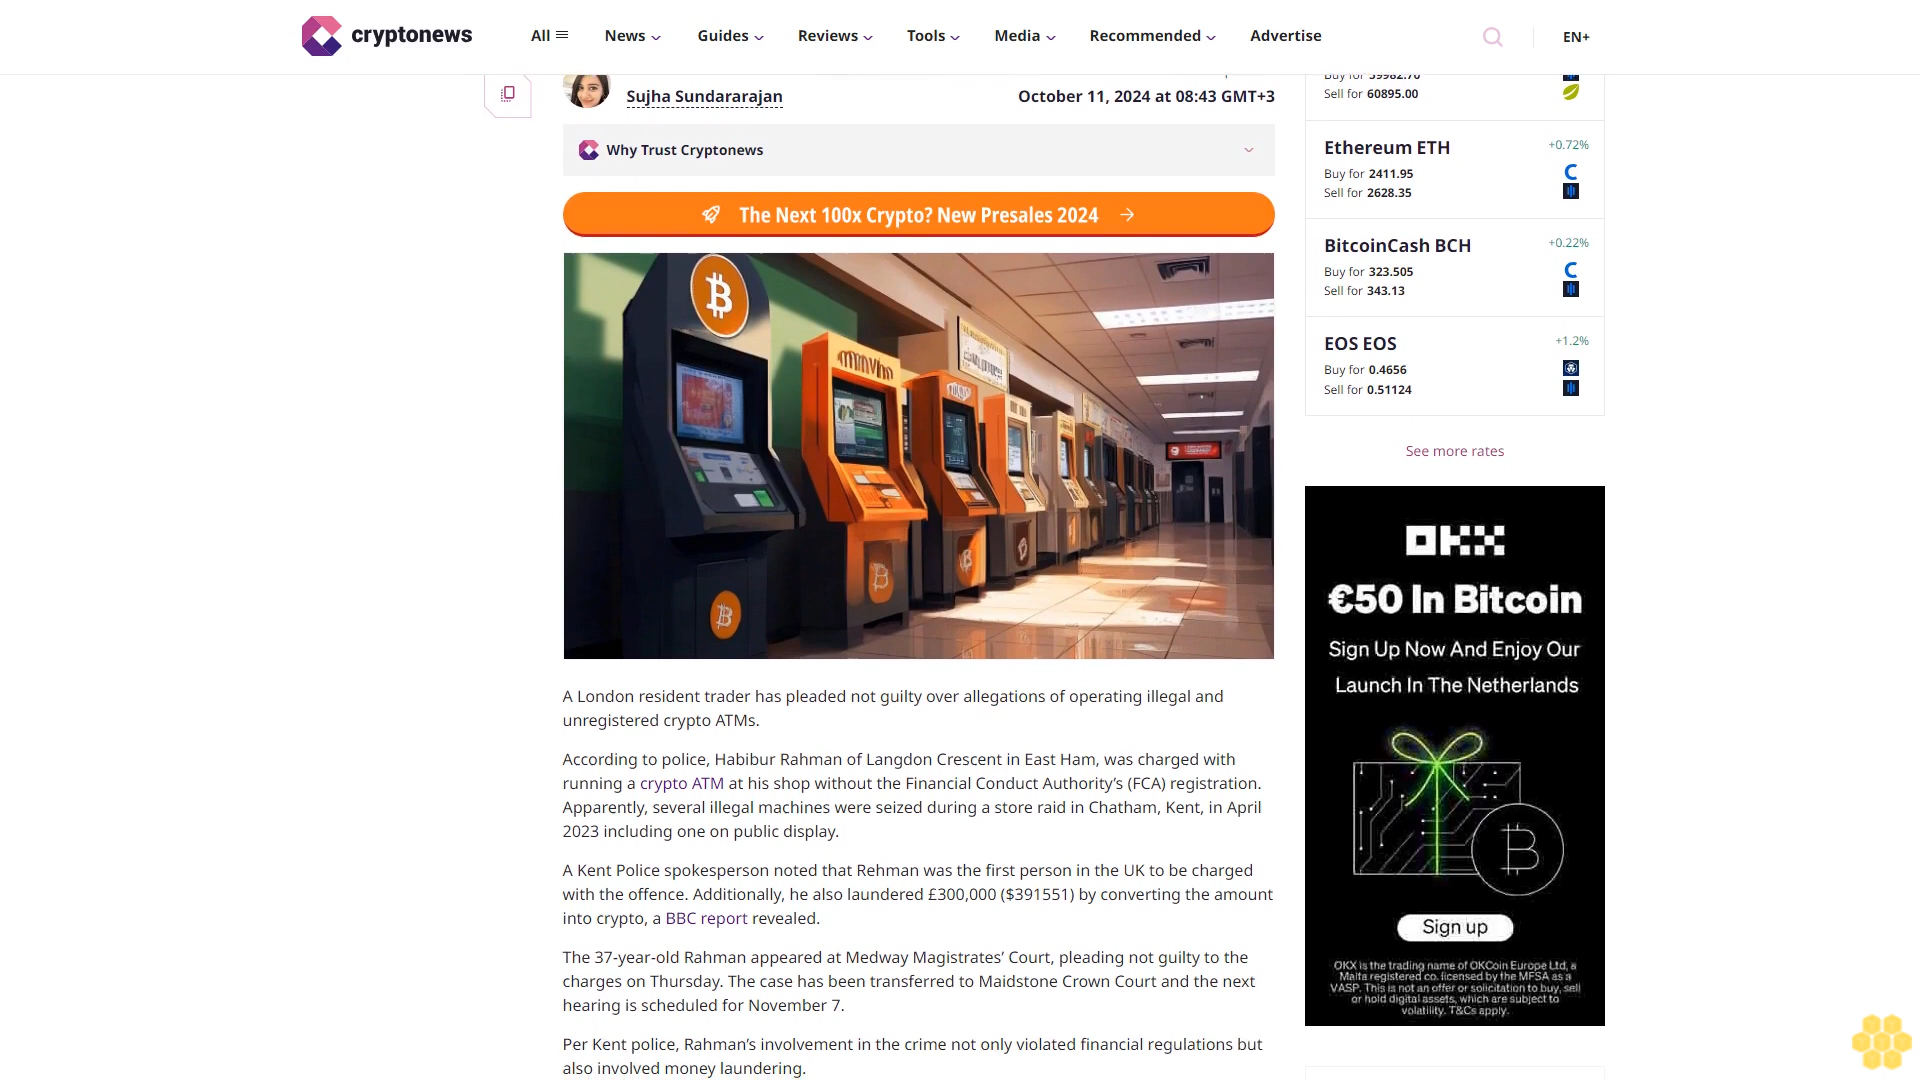 cryptonews
All
News
Guides
Reviews
Tools
Media
Recommended
Advertise
EN+
Sujha Sundararajan
October 11, 2024 at 08:43 GMT+3
Why Trust Cryptonews
The Next 100x Crypto? New Presales 2024
A London resident trader has pleaded not guilty over allegations of operating illegal and
unregistered crypto ATMs.
According to police, Habibur Rahman of Langdon Crescent in East Ham, was charged with
running a crypto ATM at his shop without the Financial Conduct Authority’s (FCA) registration.
Apparently, several illegal machines were seized during a store raid in Chatham, Kent, in April
2023 including one on public display.
A Kent Police spokesperson noted that Rehman was the first person in the UK to be charged
with the offence. Additionally, he also laundered £300,000 ($391551) by converting the amount
into crypto, a BBC report revealed.
The 37-year-old Rahman appeared at Medway Magistrates’ Court, pleading not guilty to the
charges on Thursday. The case has been transferred to Maidstone Crown Court and the next
hearing is scheduled for November 7.
Per Kent police, Rahman’s involvement in the crime not only violated financial regulations but
also involved money laundering.
Buy for 59982.70
Sell for 60895.00
Ethereum ETH
+0.72%
Buy for 2411.95
Sell for 2628.35
BitcoinCash BCH
+0.22%
Buy for 323.505
Sell for 343.13
EOS EOS
+1.2%
Buy for 0.4656
Sell for 0.51124
See more rates
OKX
€50 In Bitcoin
Sign Up Now And Enjoy Our
Launch In The Netherlands
Sign up
OKX is the trading name of OKCoin Europe Ltd, a
Malta registered co. licensed by the MFSA as a
VASP. This is not an offer or solicitation to buy, sell
or hold digital assets, which are subject to
volatility. T&Cs apply.